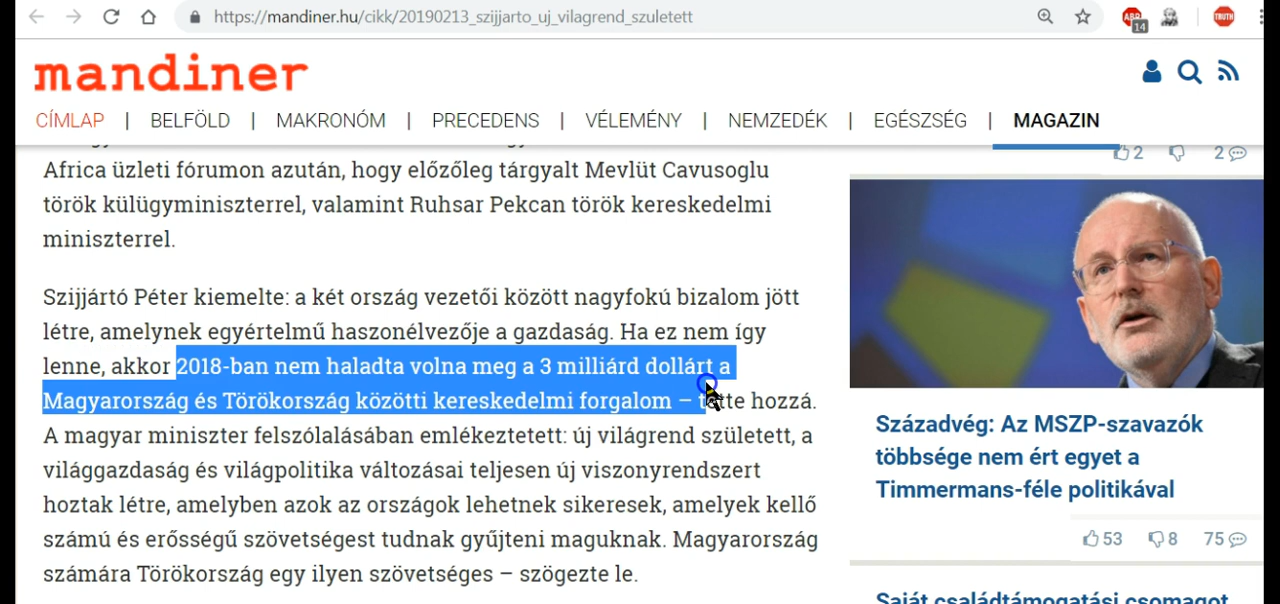 https://mandiner.hu/cikk/20190213_szijjarto_uj_vilagrend_szuletett
ABP
14
TRUTH
mandiner
CÍMLAP | BELFÖLD | MAKRONÓM | PRECEDENS | VÉLEMÉNY | NEMZEDÉK | EGÉSZSÉG | MAGAZIN
Africa üzleti fórumon azután, hogy előzőleg tárgyalt Mevlüt Cavusoglu
török külügyminiszterrel, valamint Ruhsar Pekcan török kereskedelmi
miniszterrel.
Szijjártó Péter kiemelte: a két ország vezetői között nagyfokú bizalom jött
létre, amelynek egyértelmű haszonélvezője a gazdaság. Ha ez nem így
lenne, akkor 2018-ban nem haladta volna meg a 3 milliárd dollárt a
Magyarország és Törökország közötti kereskedelmi forgalom – tette hozzá.
A magyar miniszter felszólalásában emlékeztetett: új világrend született, a
világgazdaság és világpolitika változásai teljesen új viszonyrendszert
hoztak létre, amelyben azok az országok lehetnek sikeresek, amelyek kellő
számú és erősségű szövetségest tudnak gyűjteni maguknak. Magyarország
számára Törökország egy ilyen szövetséges – szögezte le.
2 2
Századvég: Az MSZP-szavazók
többsége nem ért egyet a
Timmermans-féle politikával
53 8 75
Saját családtámogatási csomagot